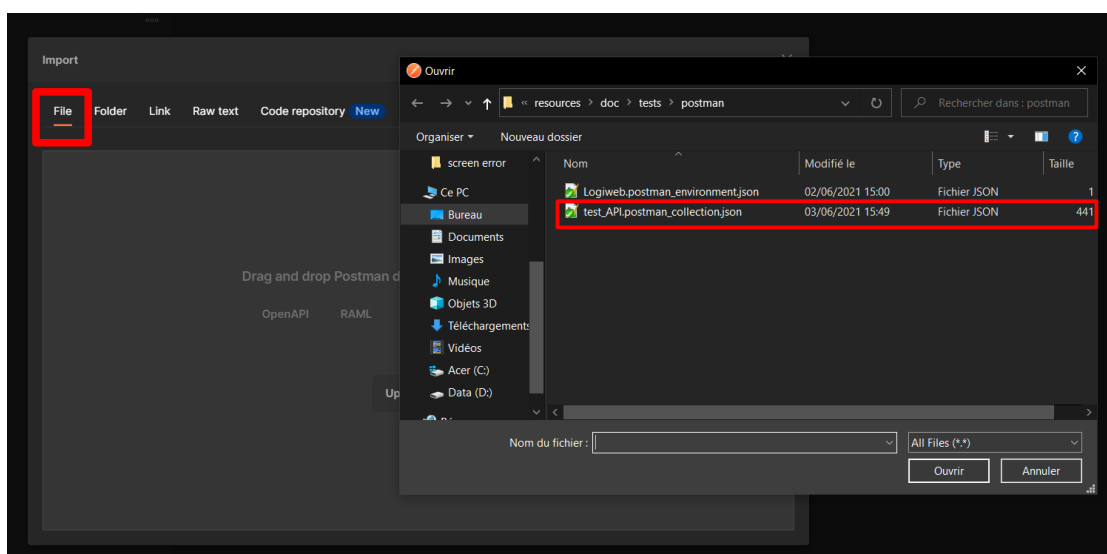 Import
File Folder Link Raw text Code repository New
Drag and drop Postman d
OpenAPI RAML
Up
Ouvrir
« resources › doc › tests › postman
Rechercher dans : postman
Organiser Nouveau dossier
Nom Modifié le Type Taille
screen error
Ce PC
Bureau
Documents
Images
Musique
Objets 3D
Téléchargements
Vidéos
Acer (C:)
Data (D:)
Logiweb.postman_environment.json 02/06/2021 15:00 Fichier JSON 1
test_API.postman_collection.json 03/06/2021 15:49 Fichier JSON 441
Nom du fichier : All Files (*.*)
Ouvrir Annuler